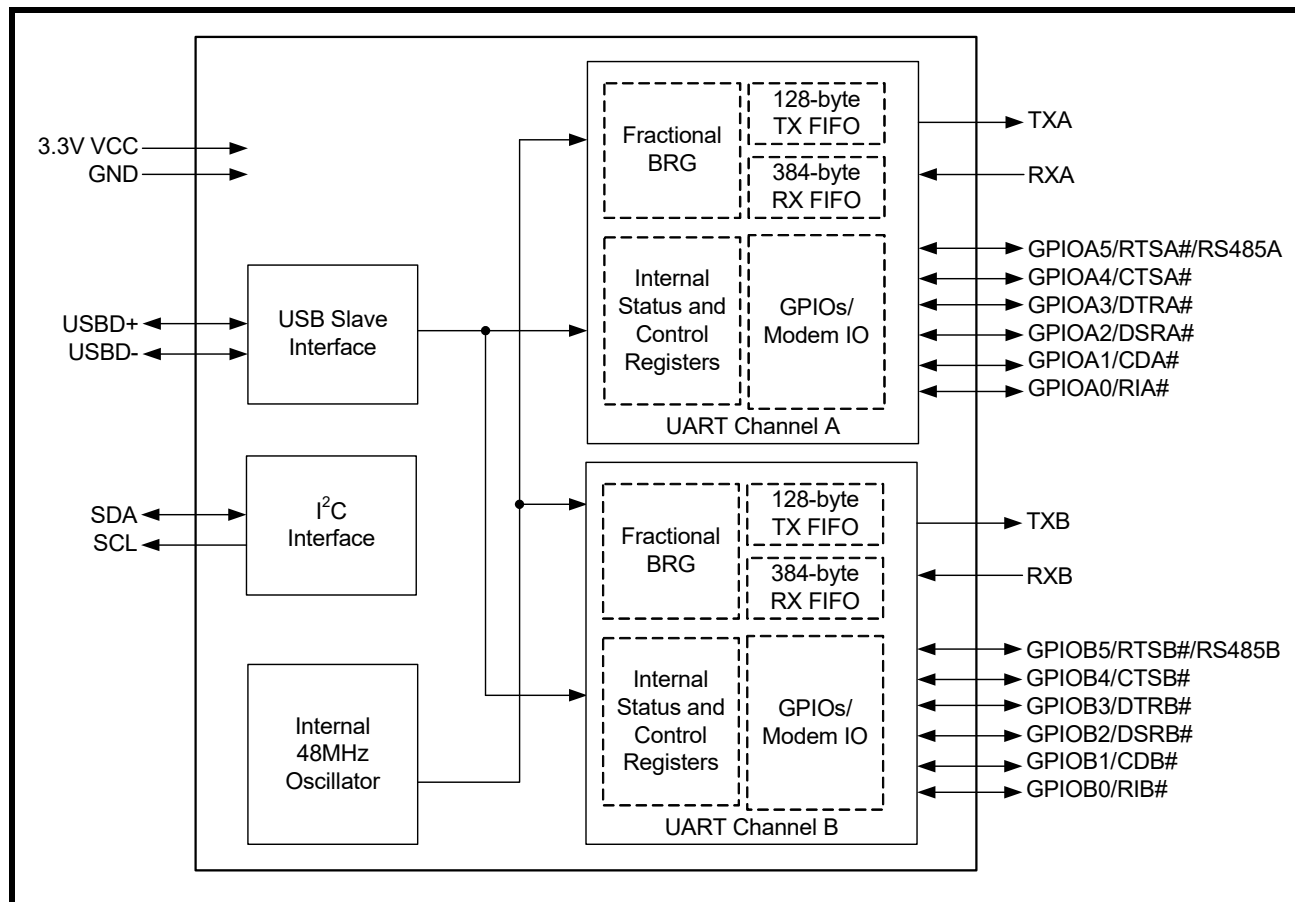 3.3V VCC
GND
USBD+
USBD-
SDA
SCL
USB Slave
Interface
I²C
Interface
Internal
48MHz
Oscillator
Fractional
BRG
128-byte
TX FIFO
384-byte
RX FIFO
Internal
Status and
Control
Registers
GPIOs/
Modem IO
UART Channel A
TXA
RXA
GPIOA5/RTSA#/RS485A
GPIOA4/CTSA#
GPIOA3/DTRA#
GPIOA2/DSRA#
GPIOA1/CDA#
GPIOA0/RIA#
Fractional
BRG
128-byte
TX FIFO
384-byte
RX FIFO
Internal
Status and
Control
Registers
GPIOs/
Modem IO
UART Channel B
TXB
RXB
GPIOB5/RTSB#/RS485B
GPIOB4/CTSB#
GPIOB3/DTRB#
GPIOB2/DSRB#
GPIOB1/CDB#
GPIOB0/RIB#